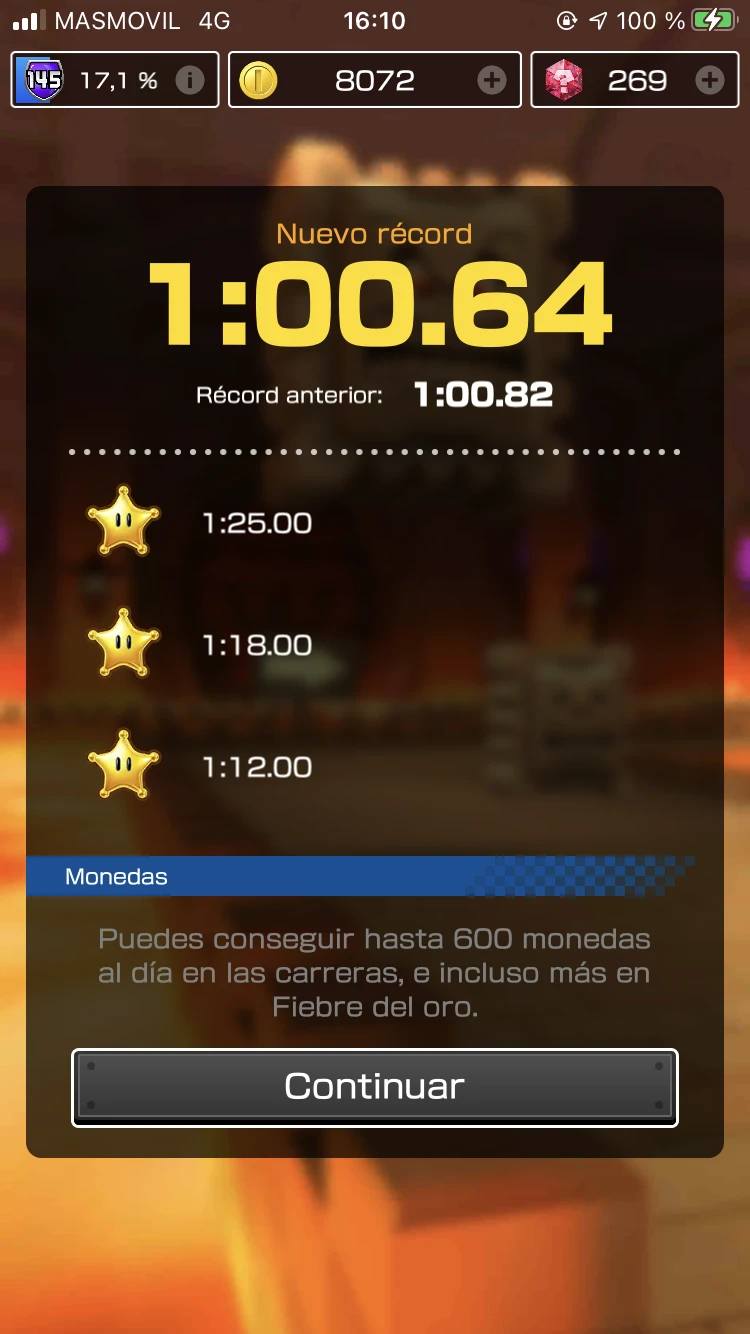 MASMOVIL 4G 16:10 100 %
145 17,1 % i 8072 269
Nuevo récord
1:00.64
Récord anterior: 1:00.82
1:25.00
1:18.00
1:12.00
Monedas
Puedes conseguir hasta 600 monedas
al día en las carreras, e incluso más en
Fiebre del oro.
Continuar